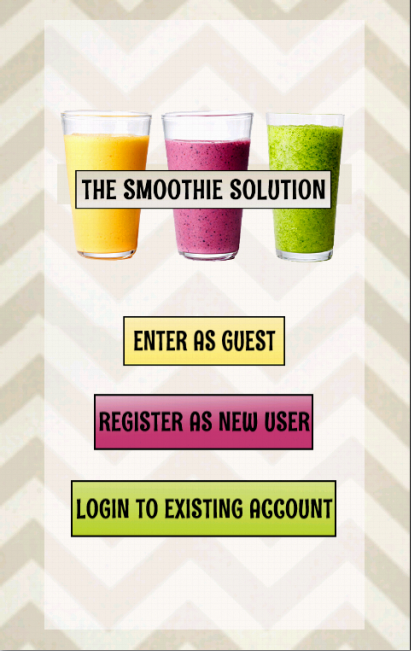 THE SMOOTHIE SOLUTION
ENTER AS GUEST
REGISTER AS NEW USER
LOGIN TO EXISTING ACCOUNT